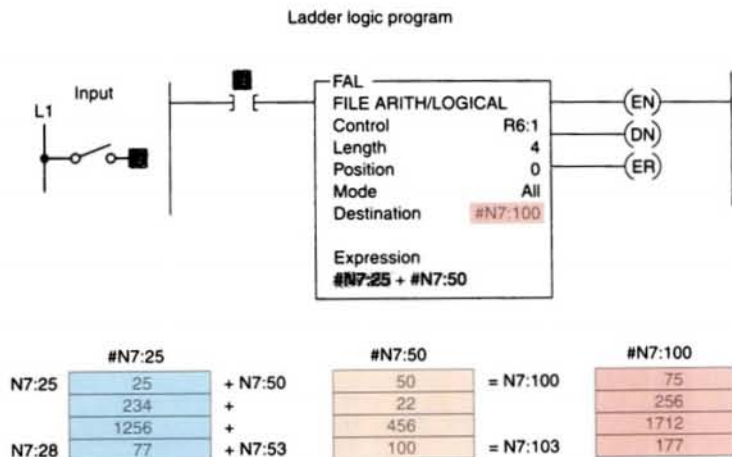 Ladder logic program
Input
L1
FAL
FILE ARITH/LOGICAL
Control R6:1
Length 4
Position 0
Mode All
Destination #N7:100
Expression
#N7:25 + #N7:50
EN
DN
ER
#N7:25 #N7:50 #N7:100
N7:25 25 + N7:50 50 = N7:100 75
234 + 22 256
1256 + 456 1712
N7:28 77 + N7:53 100 = N7:103 177